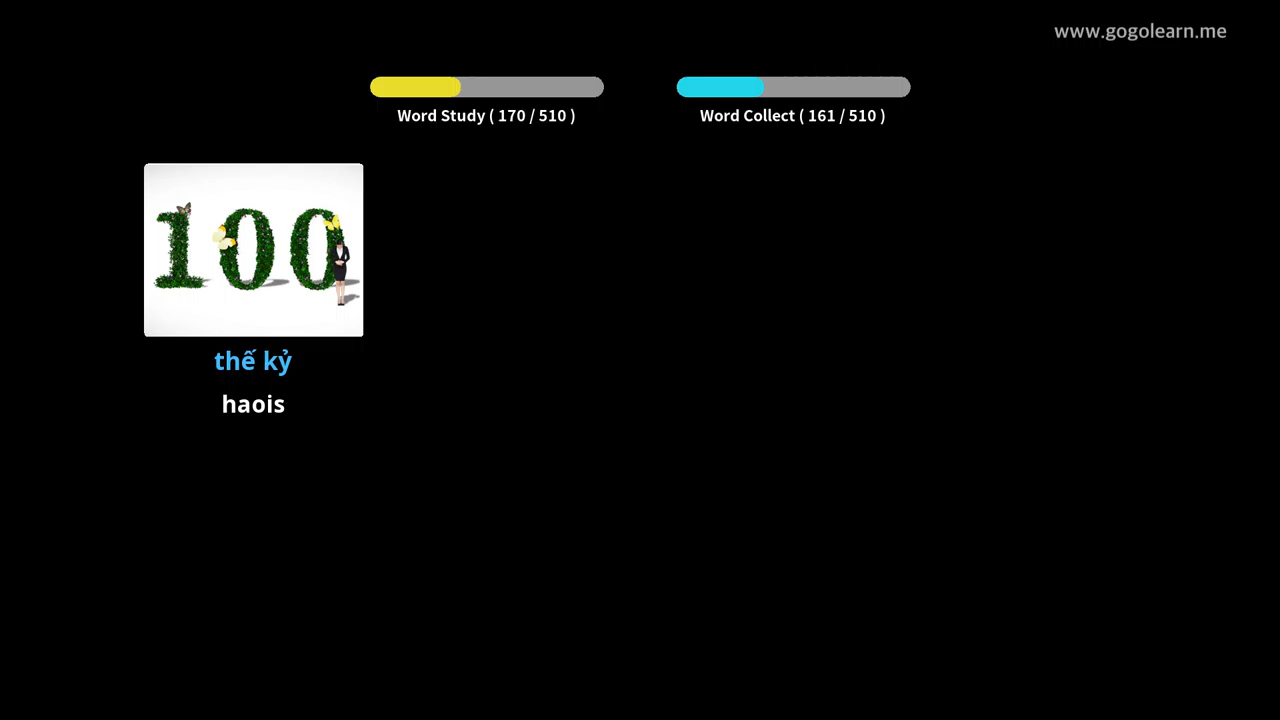 www.gogolearn.me
Word Study ( 170 / 510 )
Word Collect ( 161 / 510 )
100
thế kỷ
haois